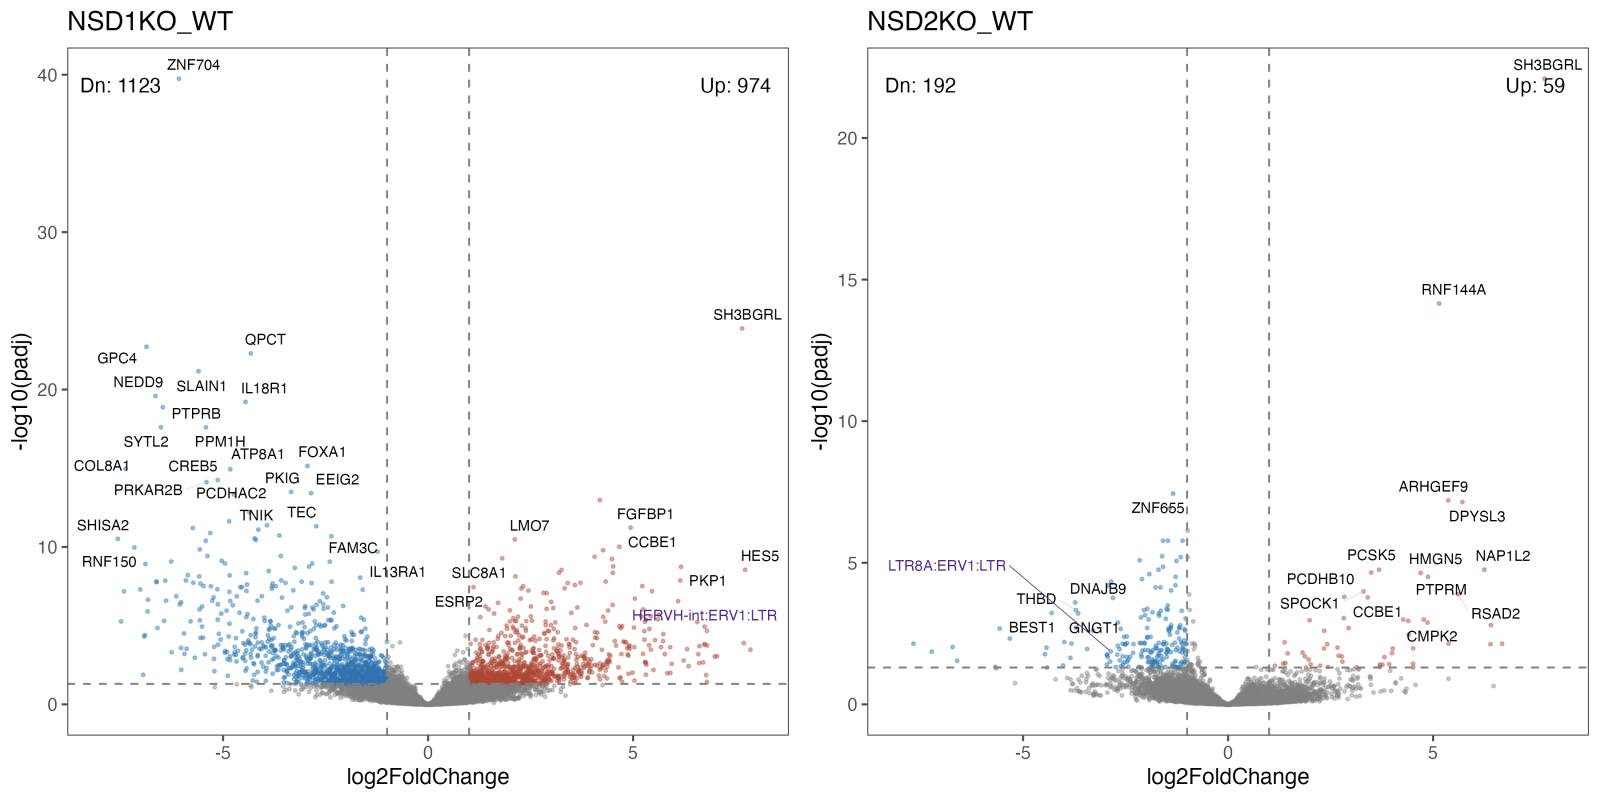 NSD1KO_WT
ZNF704
Dn: 1123
Up: 974
SH3BGRL
QPCT
GPC4
NEDD9
SLAIN1
IL18R1
PTPRB
SYTL2
PPM1H
ATP8A1
FOXA1
COL8A1
CREB5
PKIG
EEIG2
PRKAR2B
PCDHAC2
TNIK
TEC
SHISA2
LMO7
FGFBP1
FAM3C
CCBE1
RNF150
HES5
IL13RA1
SLC8A1
PKP1
ESRP2
HERVH-int:ERV1:LTR
40
30
20
10
0
-5
0
5
-log10(padj)
log2FoldChange
NSD2KO_WT
SH3BGRL
Dn: 192
Up: 59
RNF144A
ARHGEF9
ZNF655
DPYSL3
PCSK5
HMGN5
NAP1L2
LTR8A:ERV1:LTR
PCDHB10
DNAJB9
PTPRM
THBD
SPOCK1
CCBE1
RSAD2
BEST1
GNGT1
CMPK2
20
15
10
5
0
-5
0
5
-log10(padj)
log2FoldChange